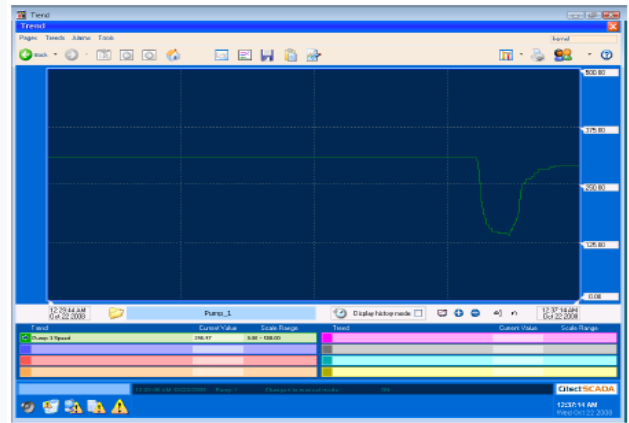 Trend
Trend
Pages Trends Alarms Tools
Back
500.00
375.00
250.00
125.00
0.00
12:29:44 AM
Oct 22 2008
Pump_1
Display history mode
12:37:14 AM
Oct 22 2008
Trend Current Value Scale Range Trend Current Value Scale Range
Pump 1 Speed
Pump 1
CitectSCADA
12:37:14 AM
Wed Oct 22 2008